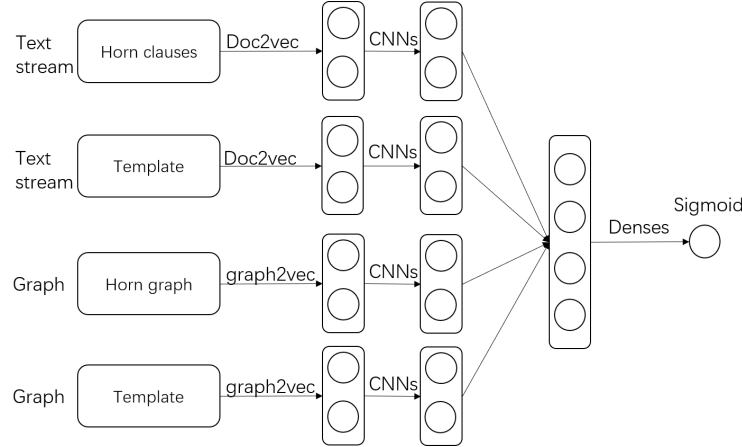 Text
stream
Horn clauses
Doc2vec
CNNs
Text
stream
Template
Doc2vec
CNNs
Sigmoid
Denses
Graph
Horn graph
graph2vec
CNNs
Graph
Template
graph2vec
CNNs